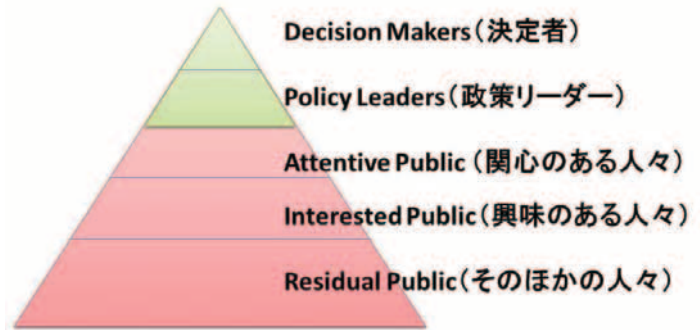 Decision Makers(決定者)
Policy Leaders(政策リーダー)
Attentive Public (関心のある人々)
Interested Public(興味のある人々)
Residual Public(そのほかの人々)